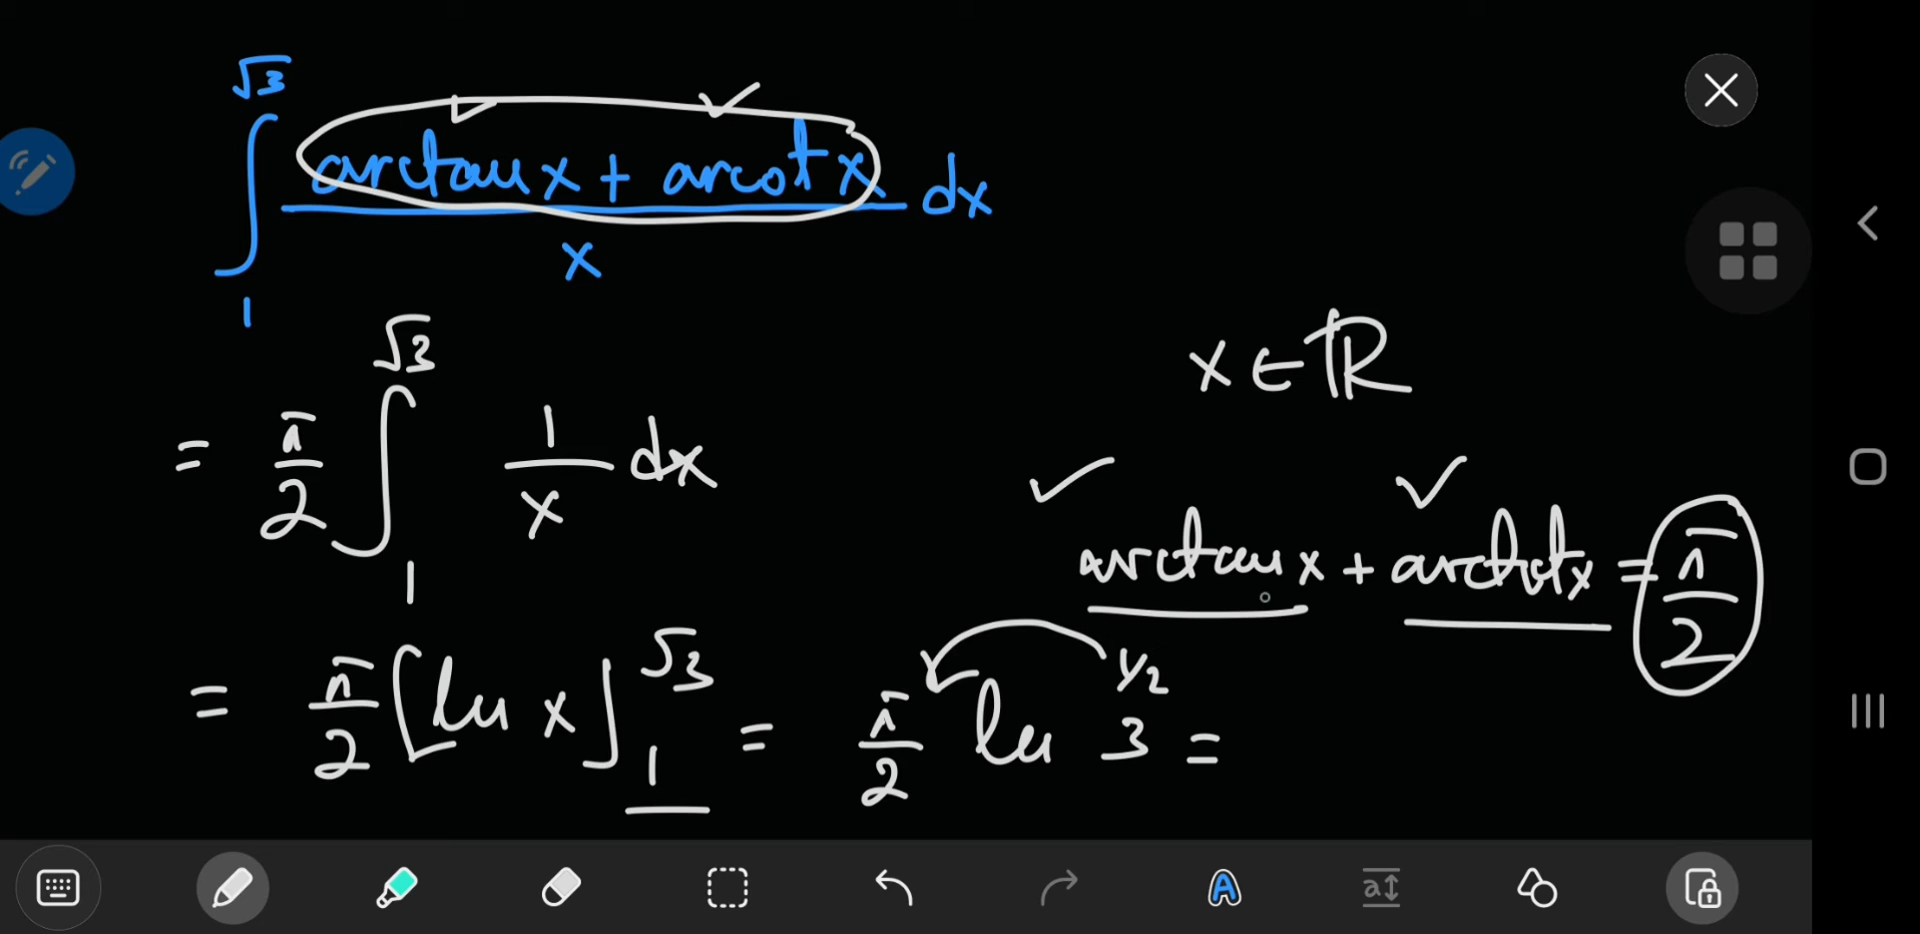 ∫₁^√3 (arctan x + arccot x)/x dx
x ∈ ℝ
= π/2 ∫₁^√3 1/x dx
arctan x + arccot x = π/2
= π/2 [ln x]₁^√3 = π/2 ln 3^1/2 =
A
a